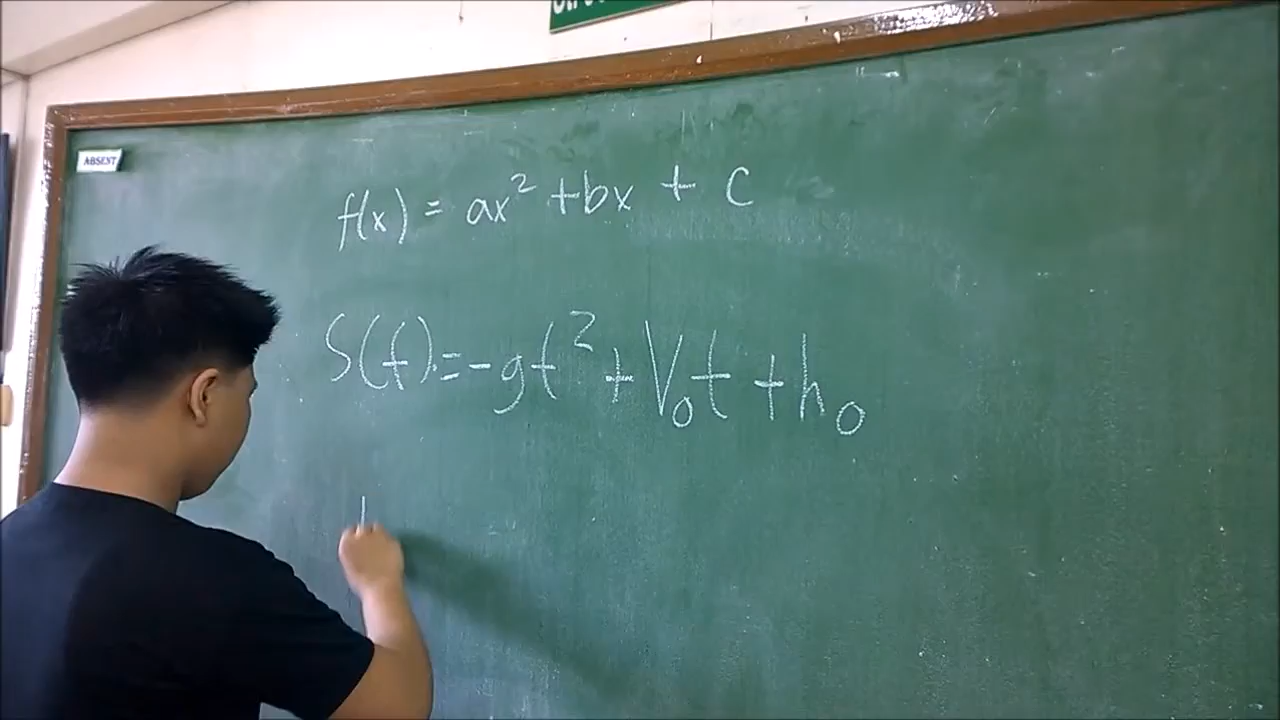 ABSENT
f(x) = ax² + bx + c
S(t) = -gt² + V₀t + h₀